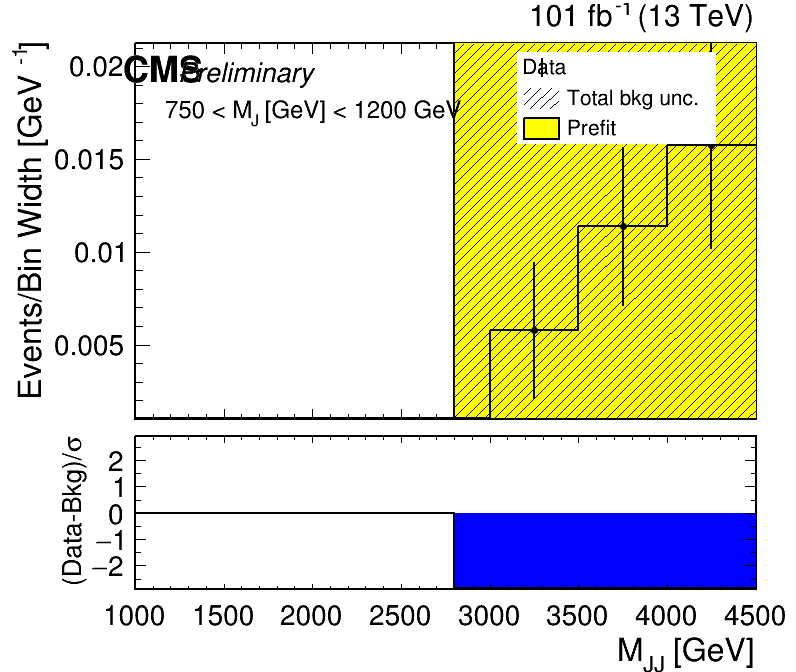 101 fb⁻¹ (13 TeV)
CMS Preliminary
750 < M_J [GeV] < 1200 GeV
Data
Total bkg unc.
Prefit
Events/Bin Width [GeV⁻¹]
0.02
0.015
0.01
0.005
(Data-Bkg)/σ
2
1
0
−1
−2
1000 1500 2000 2500 3000 3500 4000 4500
M_JJ [GeV]